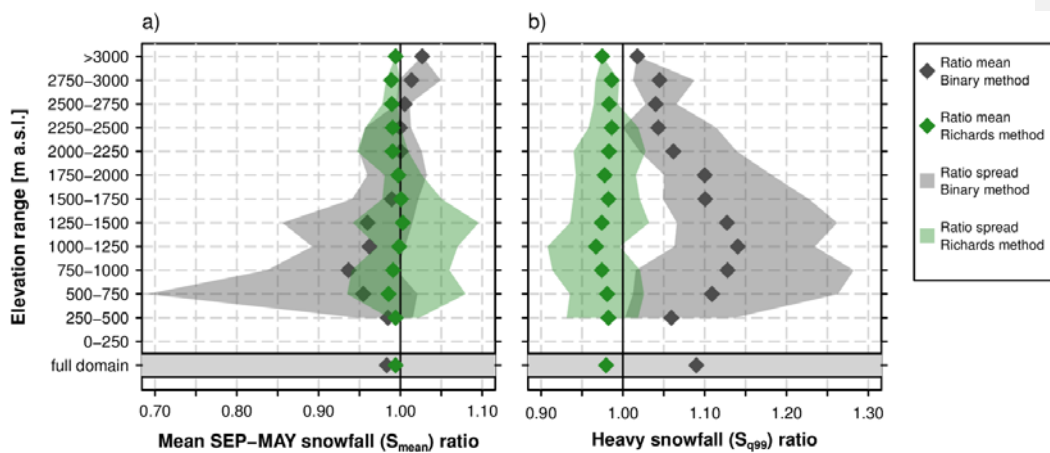 a)
b)
Elevation range [m a.s.l.]
>3000
2750−3000
2500−2750
2250−2500
2000−2250
1750−2000
1500−1750
1250−1500
1000−1250
750−1000
500−750
250−500
0−250
full domain
0.70 0.80 0.90 1.00 1.10
0.90 1.00 1.10 1.20 1.30
Mean SEP−MAY snowfall (Smean) ratio
Heavy snowfall (Sq99) ratio
Ratio mean
Binary method
Ratio mean
Richards method
Ratio spread
Binary method
Ratio spread
Richards method